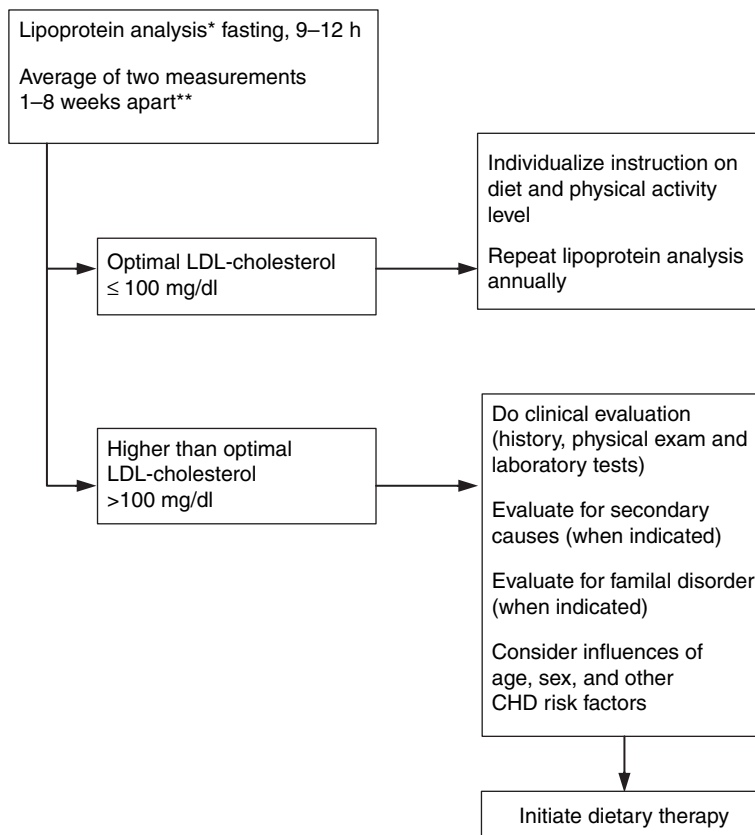 Lipoprotein analysis* fasting, 9–12 h
Average of two measurements
1–8 weeks apart**
Optimal LDL-cholesterol
≤ 100 mg/dl
Individualize instruction on
diet and physical activity
level
Repeat lipoprotein analysis
annually
Higher than optimal
LDL-cholesterol
>100 mg/dl
Do clinical evaluation
(history, physical exam and
laboratory tests)
Evaluate for secondary
causes (when indicated)
Evaluate for familal disorder
(when indicated)
Consider influences of
age, sex, and other
CHD risk factors
Initiate dietary therapy